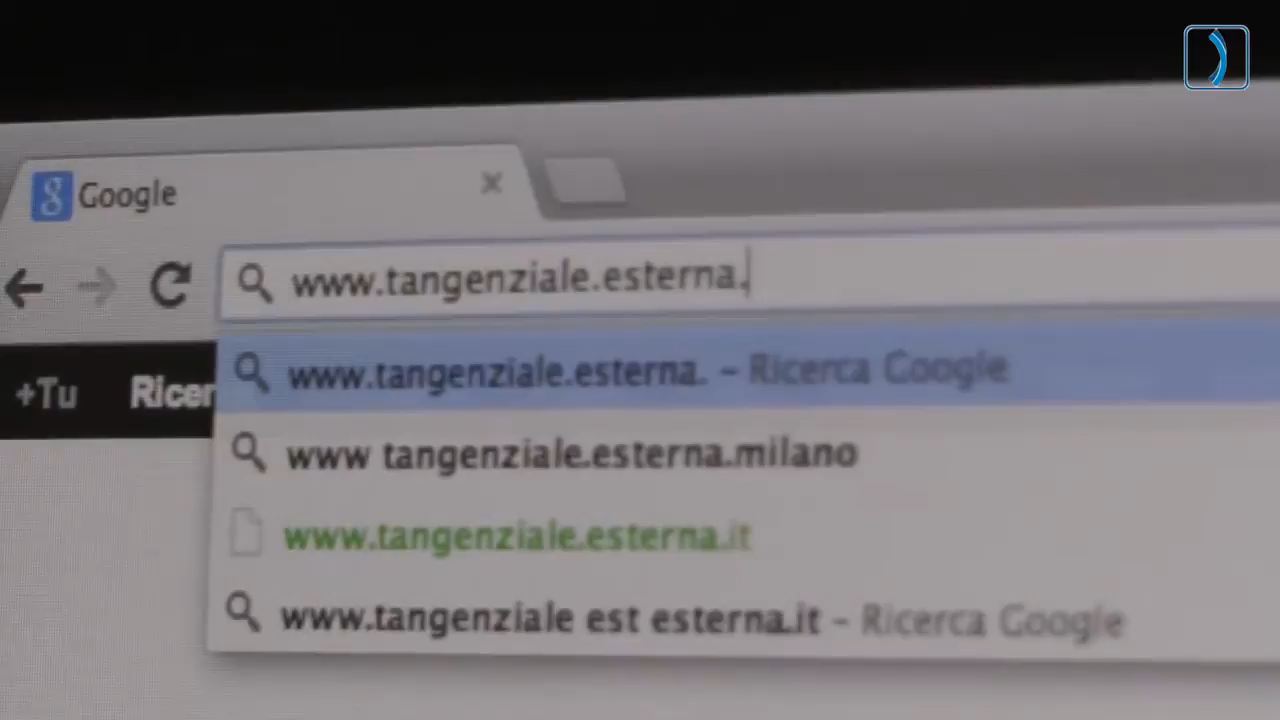 Google
www.tangenziale.esterna.
+Tu Ricer
www.tangenziale.esterna. – Ricerca Google
www tangenziale.esterna.milano
www.tangenziale.esterna.it
www.tangenziale est esterna.it – Ricerca Google